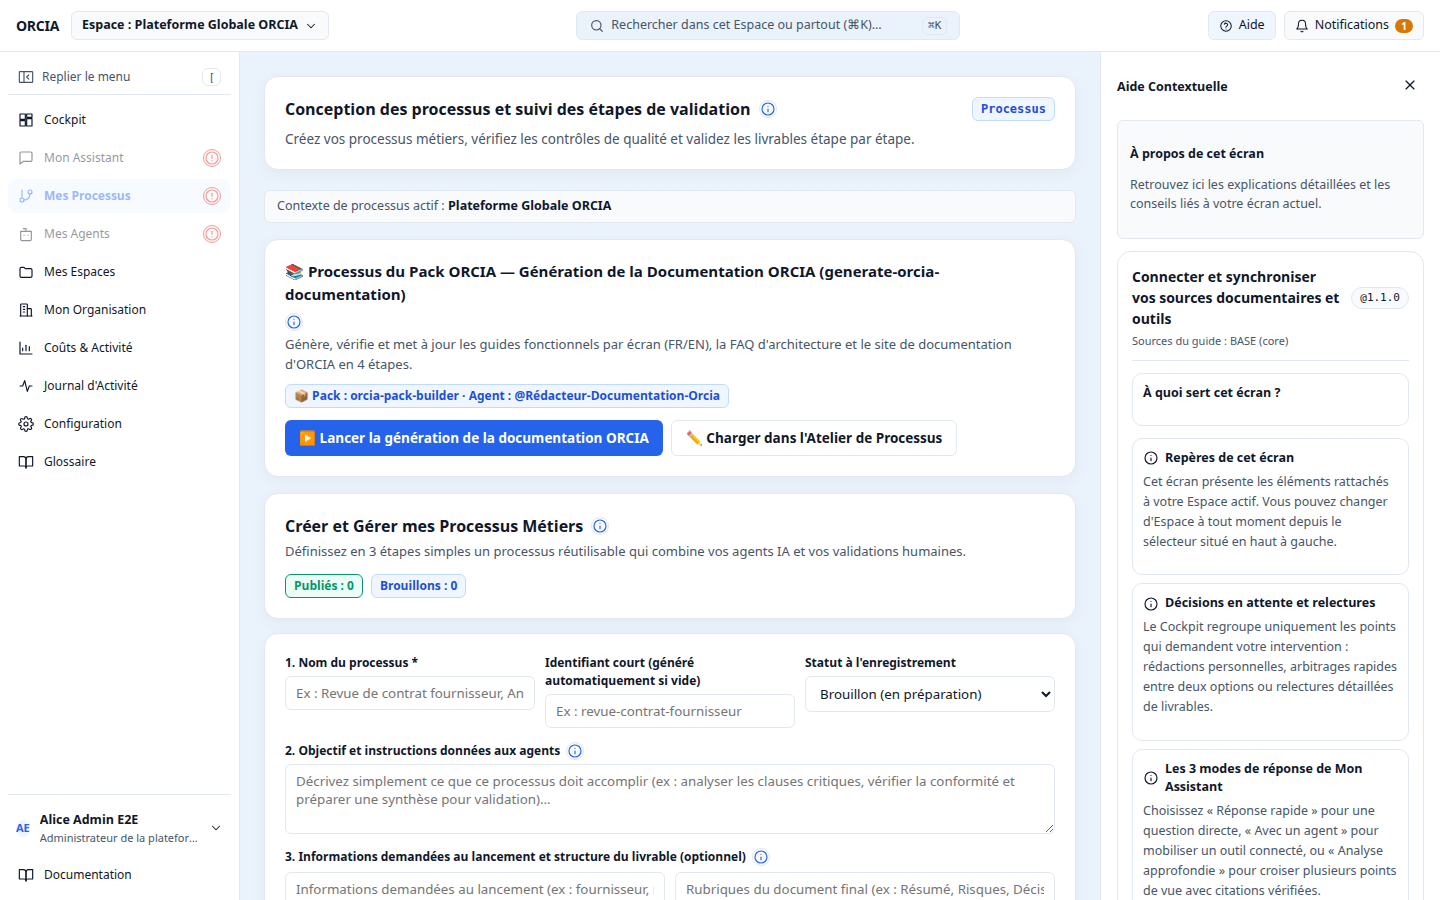 ORCIA
Espace : Plateforme Globale ORCIA
Rechercher dans cet Espace ou partout (⌘K)...
⌘K
Aide
Notifications 1
Replier le menu [
Cockpit
Mon Assistant
Mes Processus
Mes Agents
Mes Espaces
Mon Organisation
Coûts & Activité
Journal d'Activité
Configuration
Glossaire
AE
Alice Admin E2E
Administrateur de la platefor...
Documentation
Conception des processus et suivi des étapes de validation
Processus
Créez vos processus métiers, vérifiez les contrôles de qualité et validez les livrables étape par étape.
Contexte de processus actif : Plateforme Globale ORCIA
📚 Processus du Pack ORCIA — Génération de la Documentation ORCIA (generate-orcia-
documentation)
Génère, vérifie et met à jour les guides fonctionnels par écran (FR/EN), la FAQ d'architecture et le site de documentation
d'ORCIA en 4 étapes.
📦 Pack : orcia-pack-builder · Agent : @Rédacteur-Documentation-Orcia
▶️ Lancer la génération de la documentation ORCIA
✏️ Charger dans l'Atelier de Processus
Créer et Gérer mes Processus Métiers
Définissez en 3 étapes simples un processus réutilisable qui combine vos agents IA et vos validations humaines.
Publiés : 0
Brouillons : 0
1. Nom du processus *
Ex : Revue de contrat fournisseur, An
Identifiant court (généré
automatiquement si vide)
Ex : revue-contrat-fournisseur
Statut à l'enregistrement
Brouillon (en préparation)
2. Objectif et instructions données aux agents
Décrivez simplement ce que ce processus doit accomplir (ex : analyser les clauses critiques, vérifier la conformité et
préparer une synthèse pour validation)...
3. Informations demandées au lancement et structure du livrable (optionnel)
Informations demandées au lancement (ex : fournisseur,
Rubriques du document final (ex : Résumé, Risques, Décis
Aide Contextuelle
À propos de cet écran
Retrouvez ici les explications détaillées et les
conseils liés à votre écran actuel.
Connecter et synchroniser
vos sources documentaires et
outils
@1.1.0
Sources du guide : BASE (core)
À quoi sert cet écran ?
Repères de cet écran
Cet écran présente les éléments rattachés
à votre Espace actif. Vous pouvez changer
d'Espace à tout moment depuis le
sélecteur situé en haut à gauche.
Décisions en attente et relectures
Le Cockpit regroupe uniquement les points
qui demandent votre intervention :
rédactions personnelles, arbitrages rapides
entre deux options ou relectures détaillées
de livrables.
Les 3 modes de réponse de Mon
Assistant
Choisissez « Réponse rapide » pour une
question directe, « Avec un agent » pour
mobiliser un outil connecté, ou « Analyse
approfondie » pour croiser plusieurs points
de vue avec citations vérifiées.